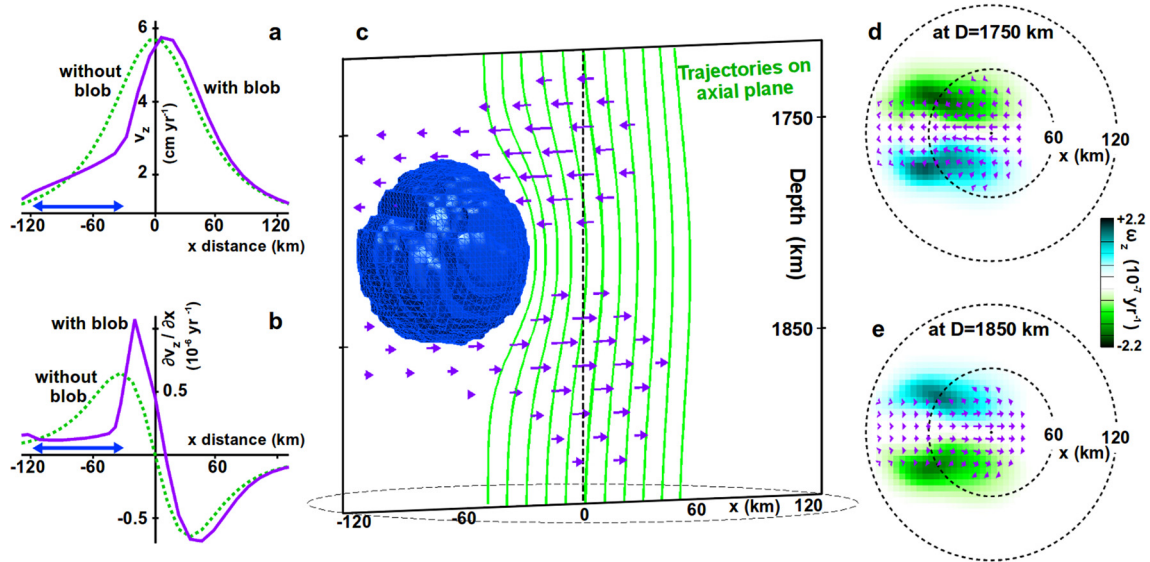 a
6
4
2
v_z
(cm yr⁻¹)
without
blob
with blob
-120
-60
0
60
120
x distance (km)
b
∂v_z / ∂x
(10⁻⁶ yr⁻¹)
with blob
without
blob
0.5
x distance (km)
-120
-60
60
120
-0.5
c
Trajectories on
axial plane
1750
Depth (km)
1850
-120
-60
0
x (km)
60
120
d
at D=1750 km
60
120
x (km)
+2.2
ω_z (10⁻⁷ yr⁻¹)
-2.2
e
at D=1850 km
60
120
x (km)